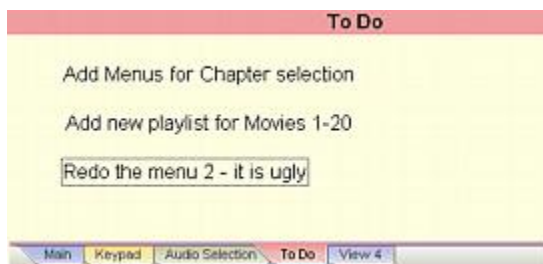 To Do
Add Menus for Chapter selection
Add new playlist for Movies 1-20
Redo the menu 2 - it is ugly
Main Keypad Audio Selection To Do View 4